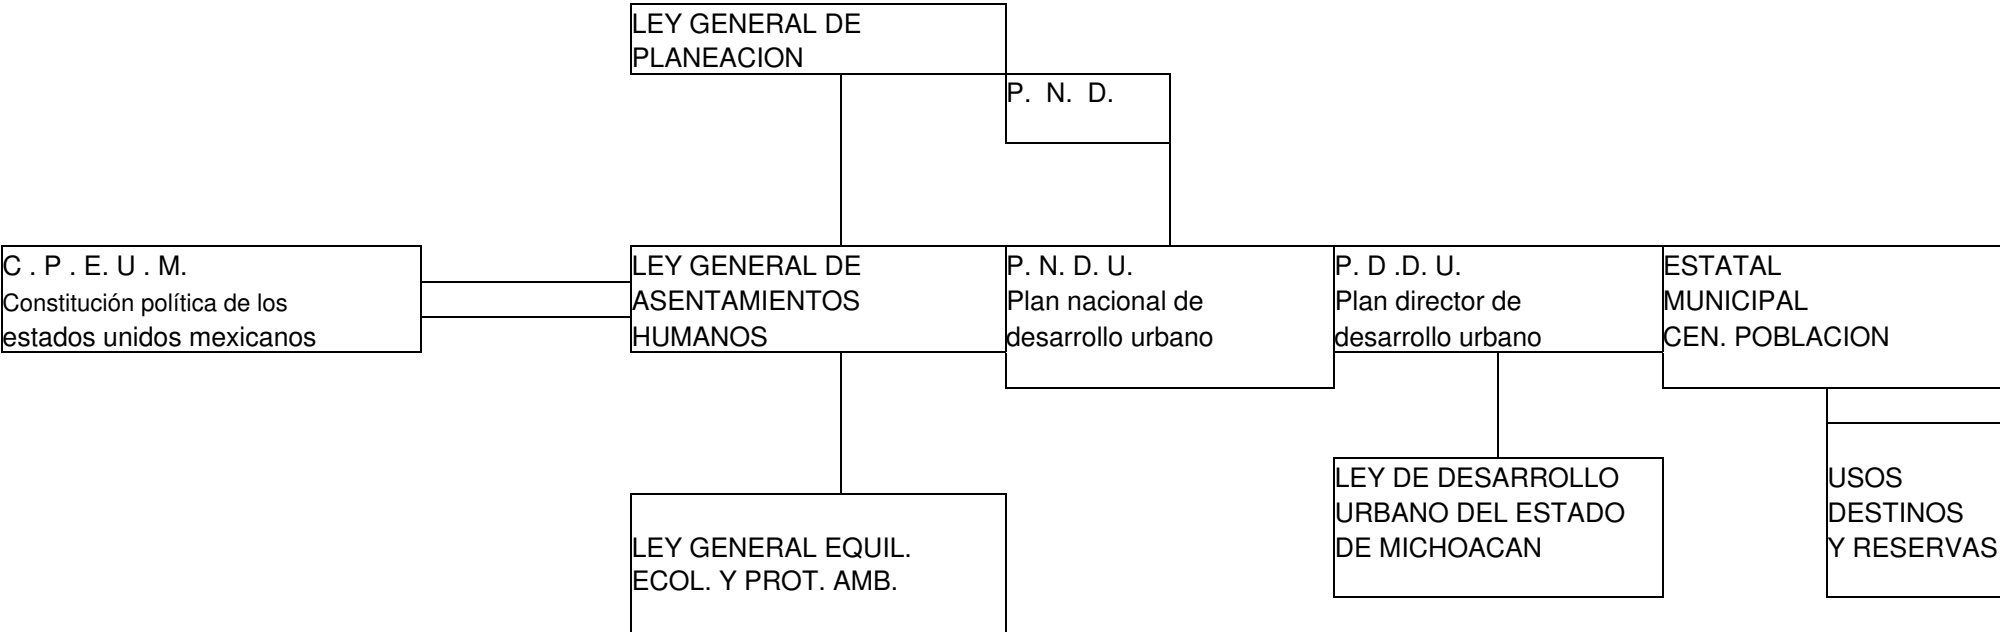 LEY GENERAL DE
PLANEACION
P. N. D.
C . P . E. U . M.
Constitución política de los
estados unidos mexicanos
LEY GENERAL DE
ASENTAMIENTOS
HUMANOS
P. N. D. U.
Plan nacional de
desarrollo urbano
P. D .D. U.
Plan director de
desarrollo urbano
ESTATAL
MUNICIPAL
CEN. POBLACION
LEY GENERAL EQUIL.
ECOL. Y PROT. AMB.
LEY DE DESARROLLO
URBANO DEL ESTADO
DE MICHOACAN
USOS
DESTINOS
Y RESERVAS